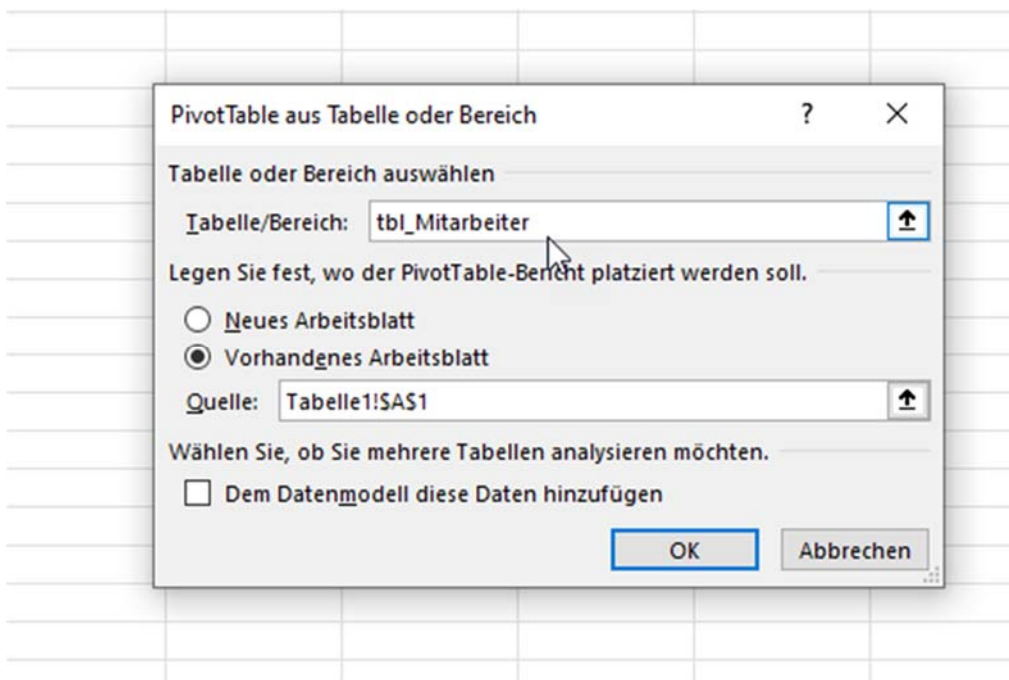 PivotTable aus Tabelle oder Bereich ? ×
Tabelle oder Bereich auswählen
Tabelle/Bereich: tbl_Mitarbeiter
Legen Sie fest, wo der PivotTable-Bericht platziert werden soll.
Neues Arbeitsblatt
Vorhandenes Arbeitsblatt
Quelle: Tabelle1!$A$1
Wählen Sie, ob Sie mehrere Tabellen analysieren möchten.
Dem Datenmodell diese Daten hinzufügen
OK Abbrechen